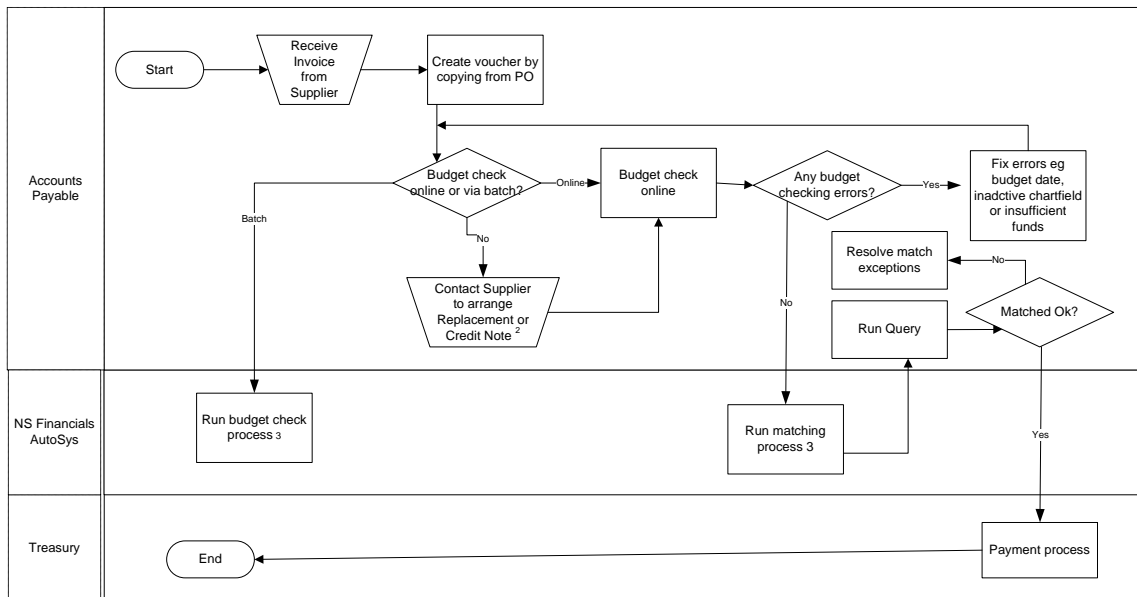 Accounts
Payable
Start
Receive
Invoice
from
Supplier
Create voucher by
copying from PO
Budget check
online or via batch?
Online
Budget check
online
Any budget
checking errors?
Yes
Fix errors eg
budget date,
inadctive chartfield
or insufficient
funds
Batch
No
Contact Supplier
to arrange
Replacement or
Credit Note 2
No
Resolve match
exceptions
No
Run Query
Matched Ok?
NS Financials
AutoSys
Run budget check
process 3
Run matching
process 3
Yes
Treasury
End
Payment process